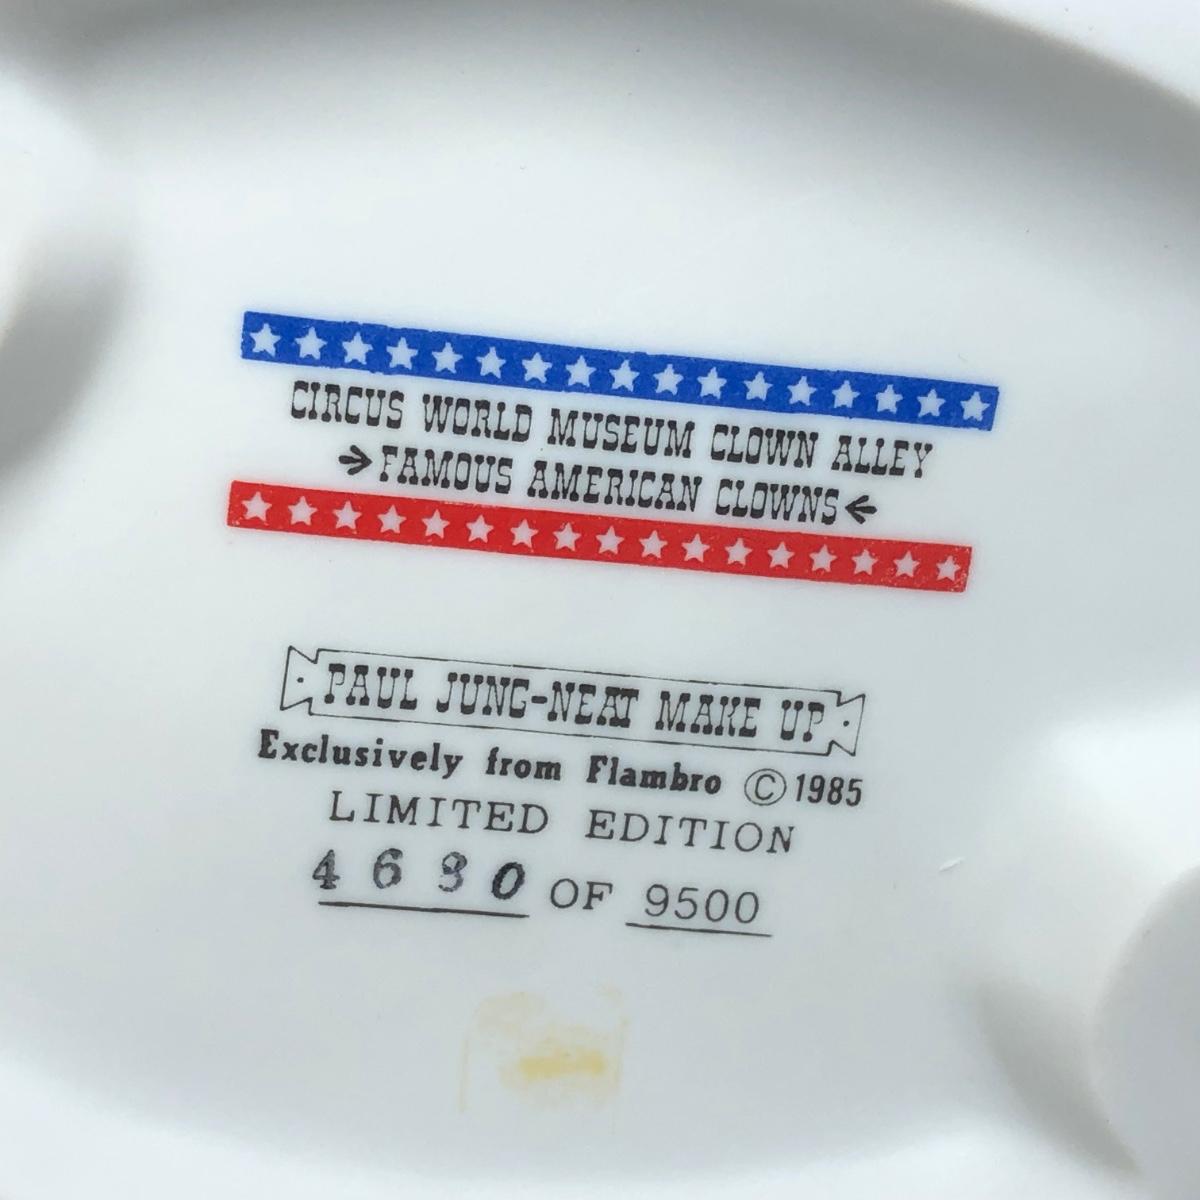 CIRCUS WORLD MUSEUM CLOWN ALLEY
→FAMOUS AMERICAN CLOWNS←
PAUL JUNG-NEAT MAKE UP
Exclusively from Flambro ©1985
LIMITED EDITION
4630 OF 9500